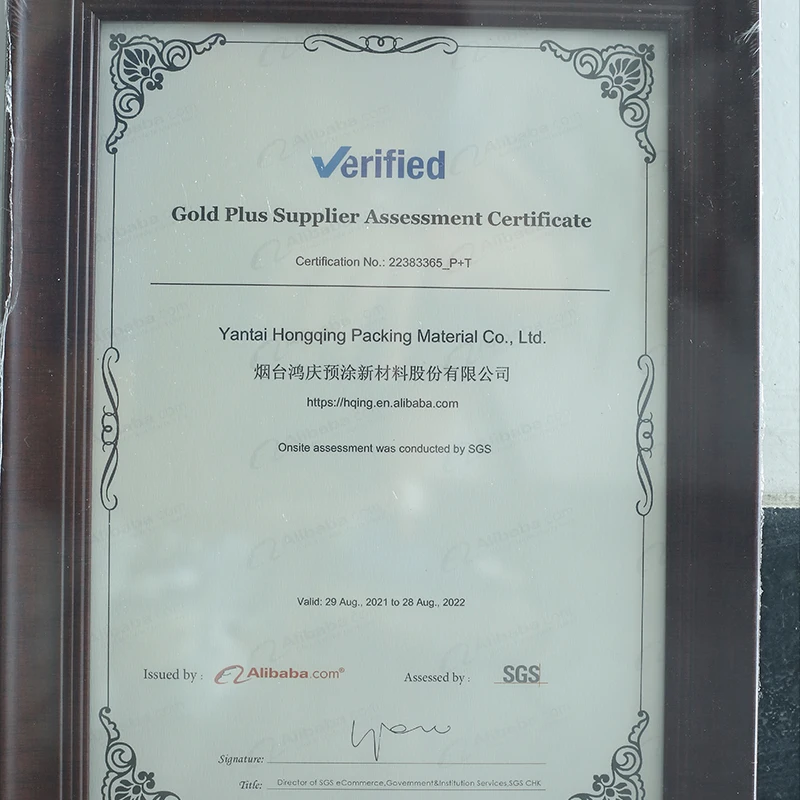 Verified
Gold Plus Supplier Assessment Certificate
Certification No.: 22383365_P+T
Yantai Hongqing Packing Material Co., Ltd.
烟台鸿庆预涂新材料股份有限公司
https://hqing.en.alibaba.com
Onsite assessment was conducted by SGS
Valid: 29 Aug., 2021 to 28 Aug., 2022
Issued by : Alibaba.com® Assessed by : SGS
Signature:
Title: Director of SGS eCommerce,Government&Institution Services,SGS CHK